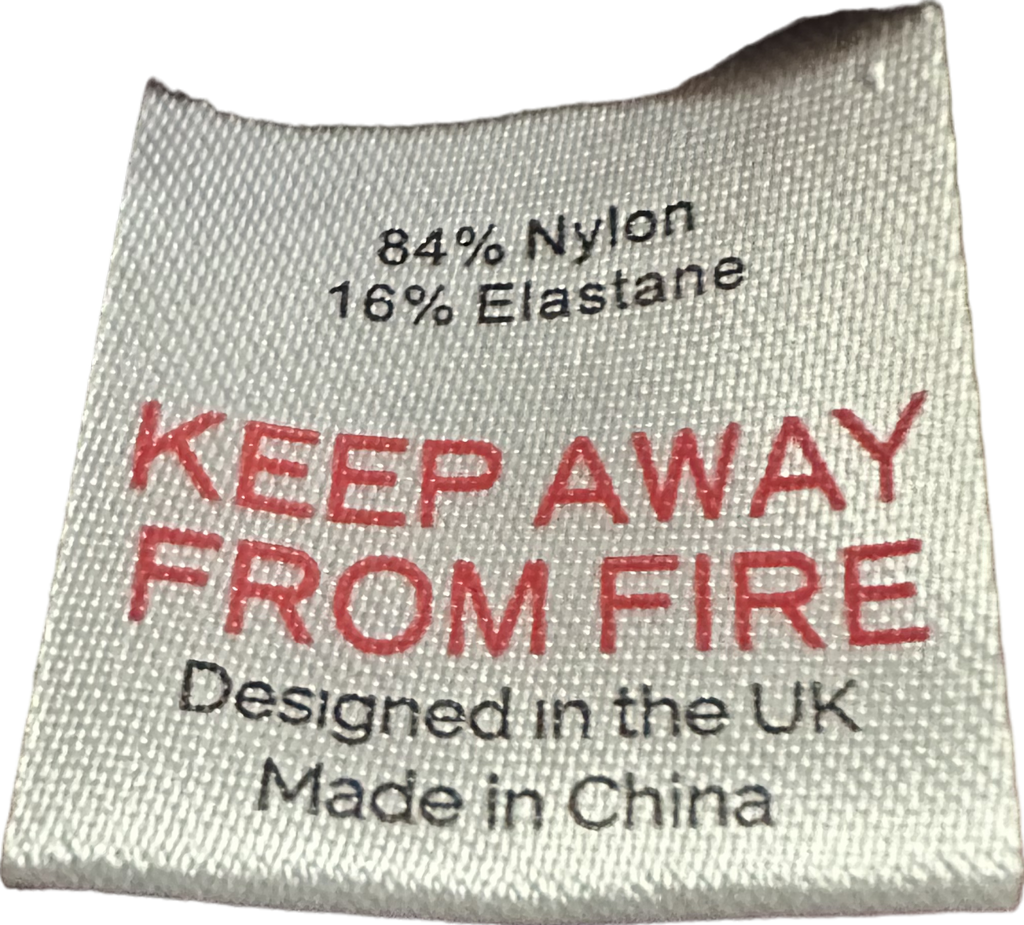 84% Nylon
16% Elastane
KEEP AWAY
FROM FIRE
Designed in the UK
Made in China